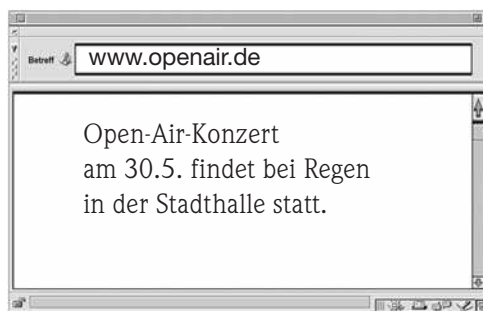 Betreff www.openair.de
Open-Air-Konzert
am 30.5. findet bei Regen
in der Stadthalle statt.